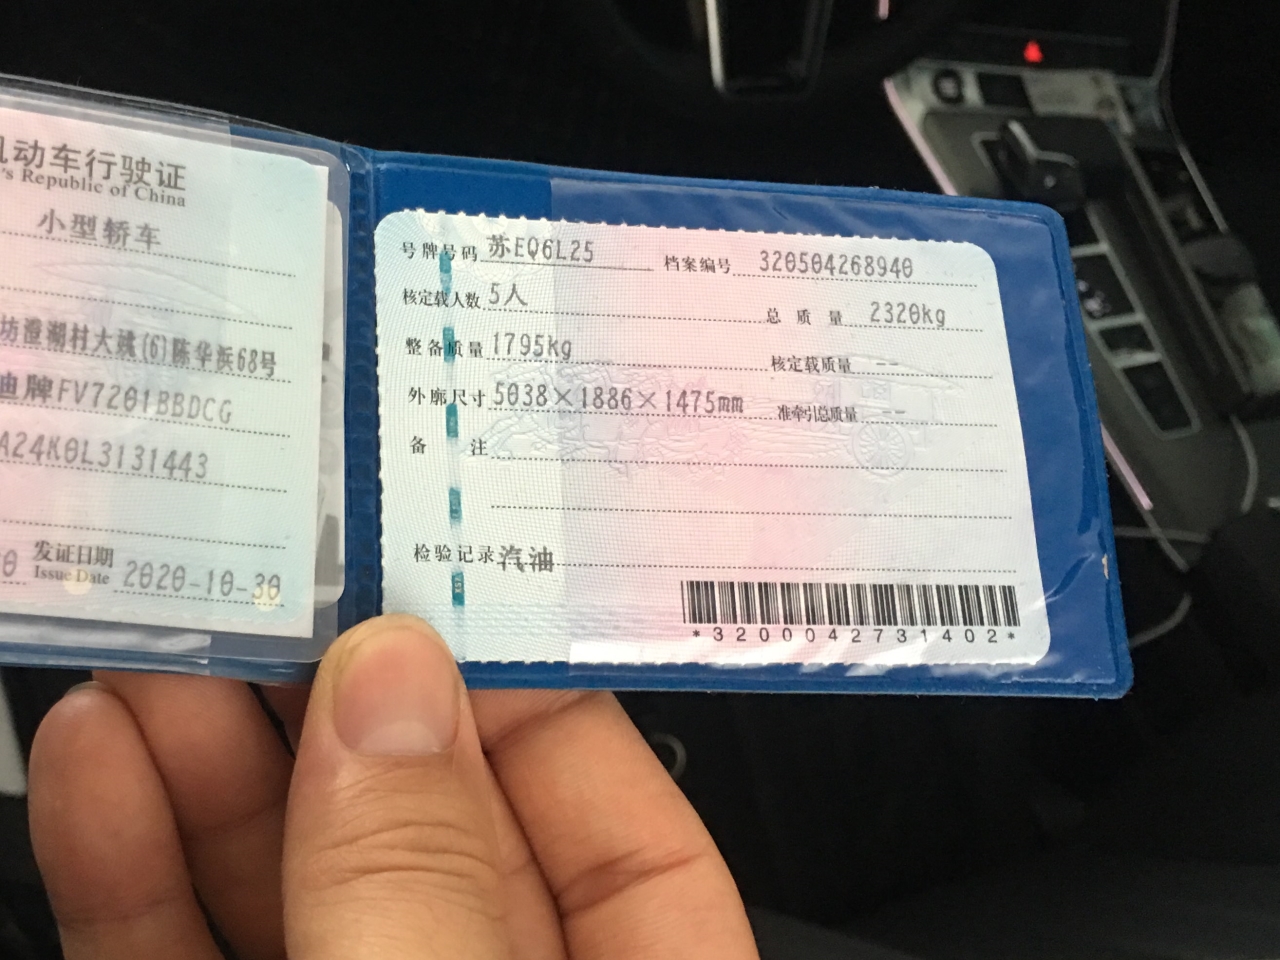 机动车行驶证
's Republic of China
小型轿车
坊澄湖村大姚(6)陈华浜68号
迪牌FV7201BBDCG
A24K0L3131443
0 发证日期 2020-10-30
Issue Date
号牌号码 苏EQ6L25 档案编号 320504268940
核定载人数 5人 总质量 2320kg
整备质量 1795kg 核定载质量 --
外廓尺寸 5038×1886×1475mm 准牵引总质量 --
备注
检验记录 汽油
*3200042731402*